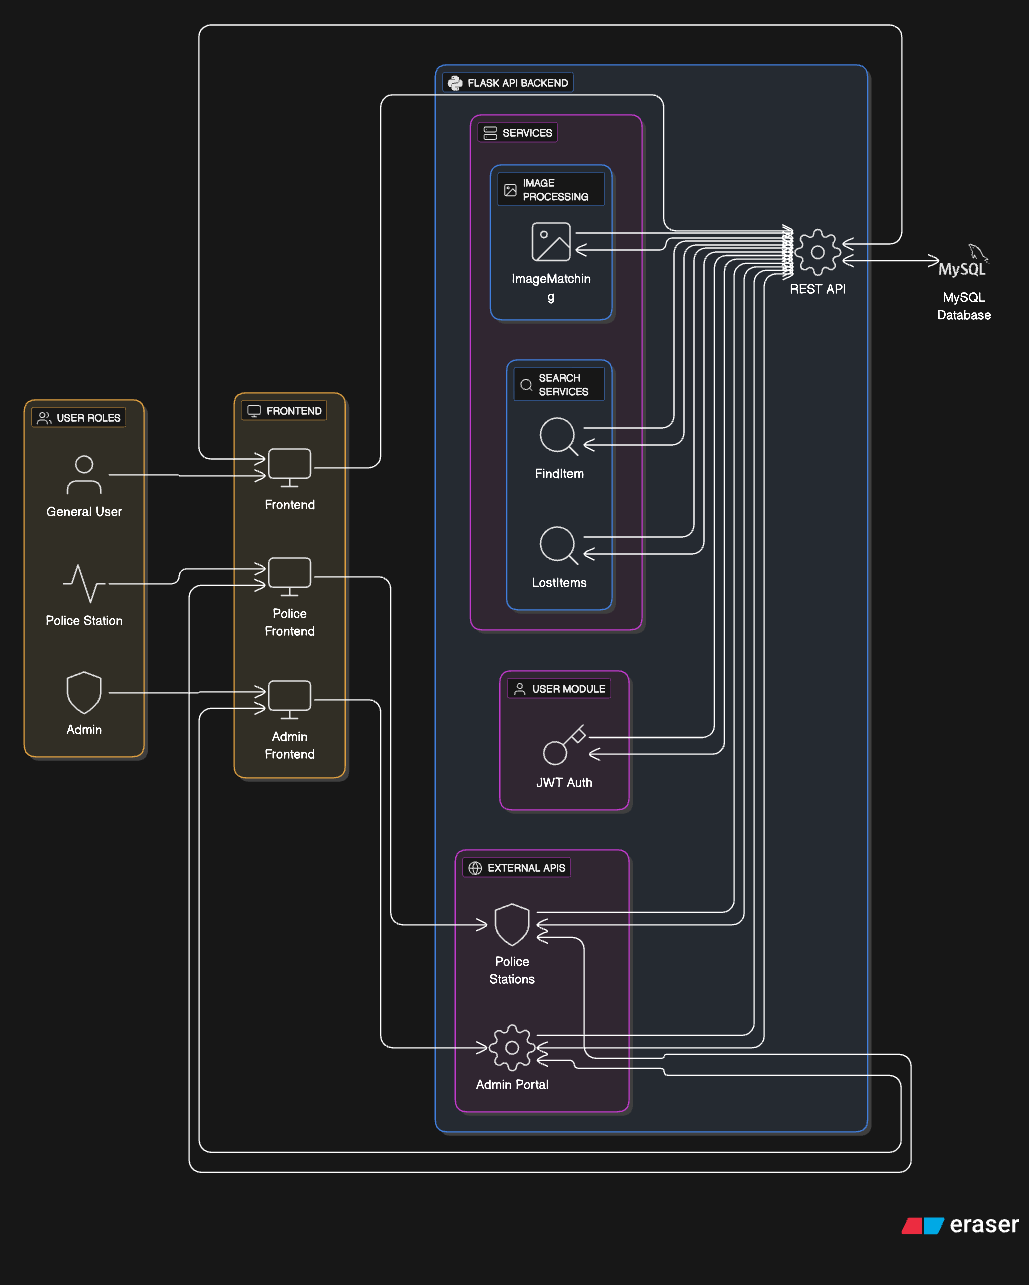 FLASK API BACKEND
SERVICES
IMAGE
PROCESSING
ImageMatchin
g
REST API
MySQL
MySQL
Database
SEARCH
SERVICES
FindItem
LostItems
USER ROLES
General User
Police Station
Admin
FRONTEND
Frontend
Police
Frontend
Admin
Frontend
USER MODULE
JWT Auth
EXTERNAL APIS
Police
Stations
Admin Portal
eraser